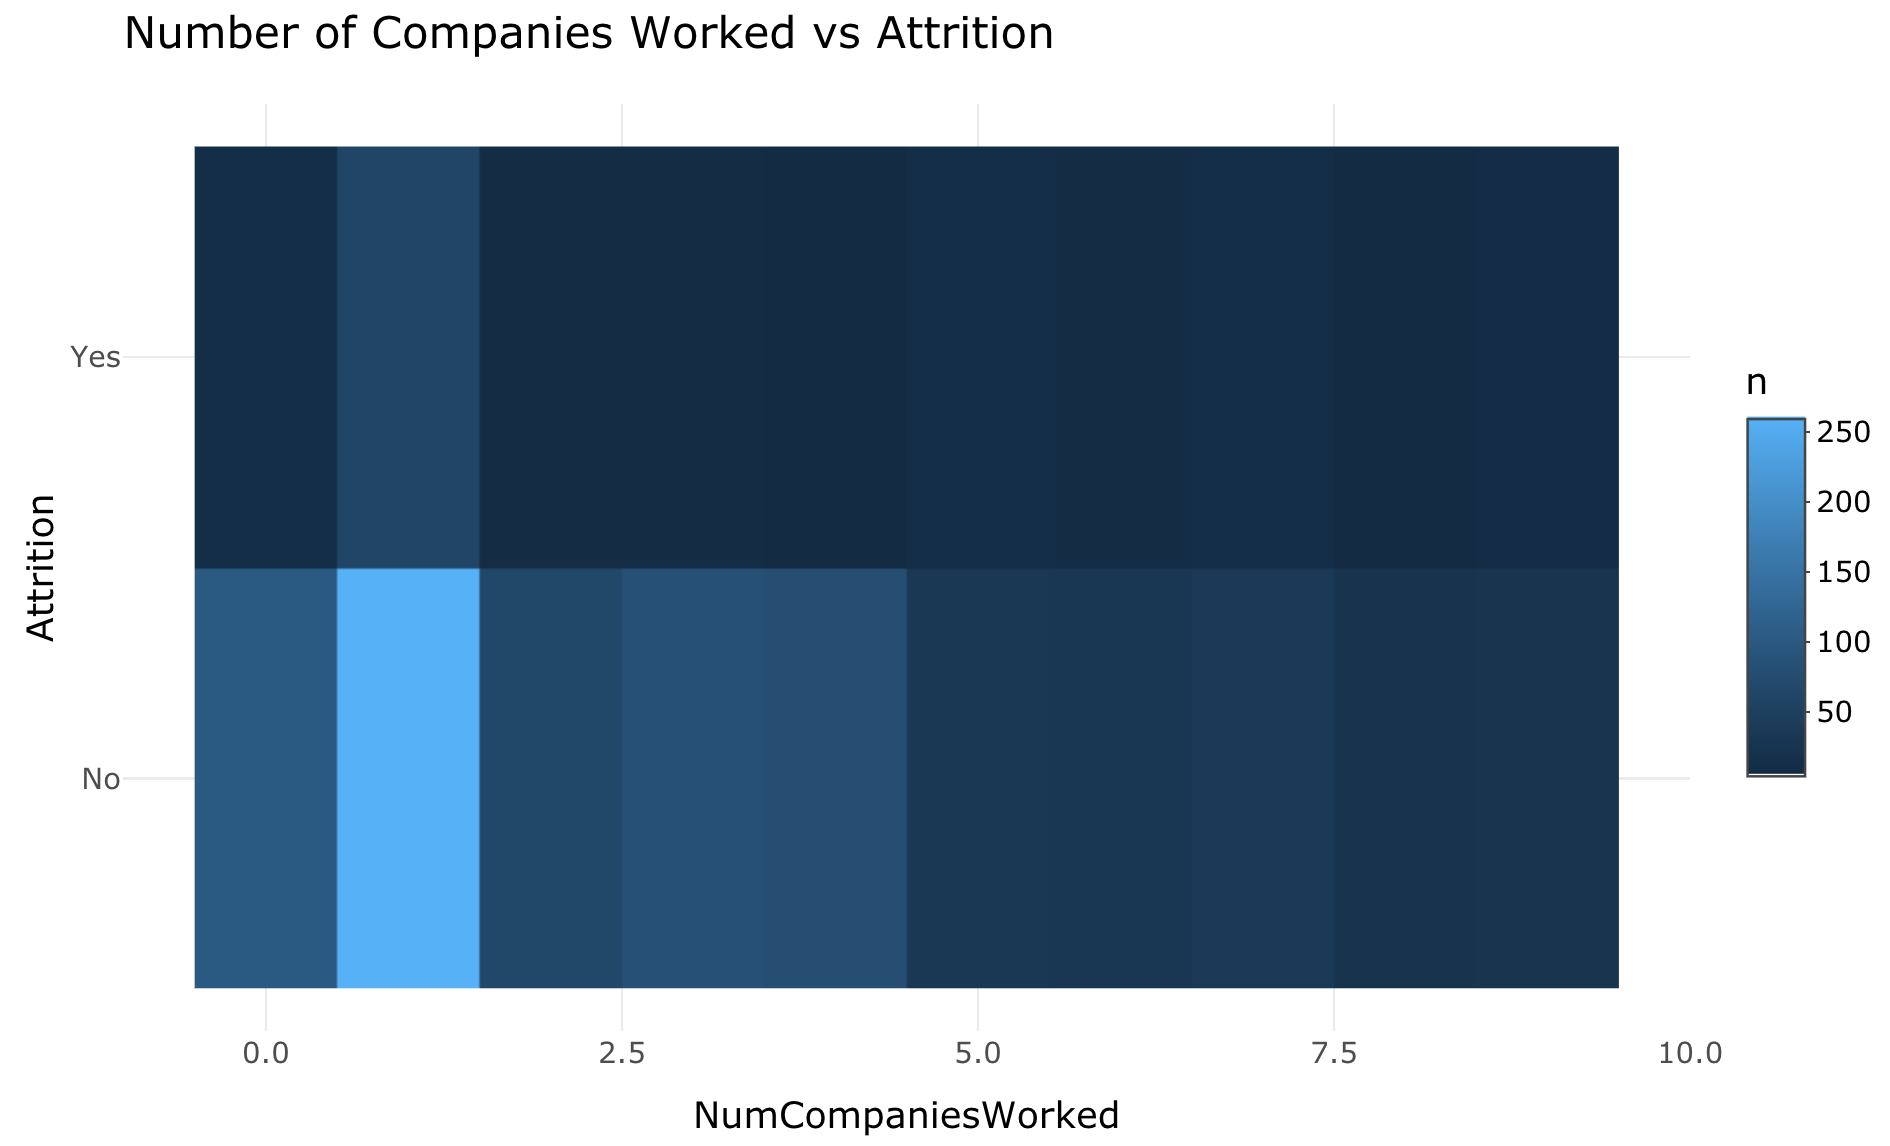 Number of Companies Worked vs Attrition
Yes
No
Attrition
0.0
2.5
5.0
7.5
10.0
NumCompaniesWorked
n
250
200
150
100
50